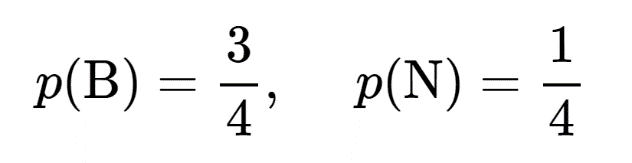 p(B) = 3/4, p(N) = 1/4